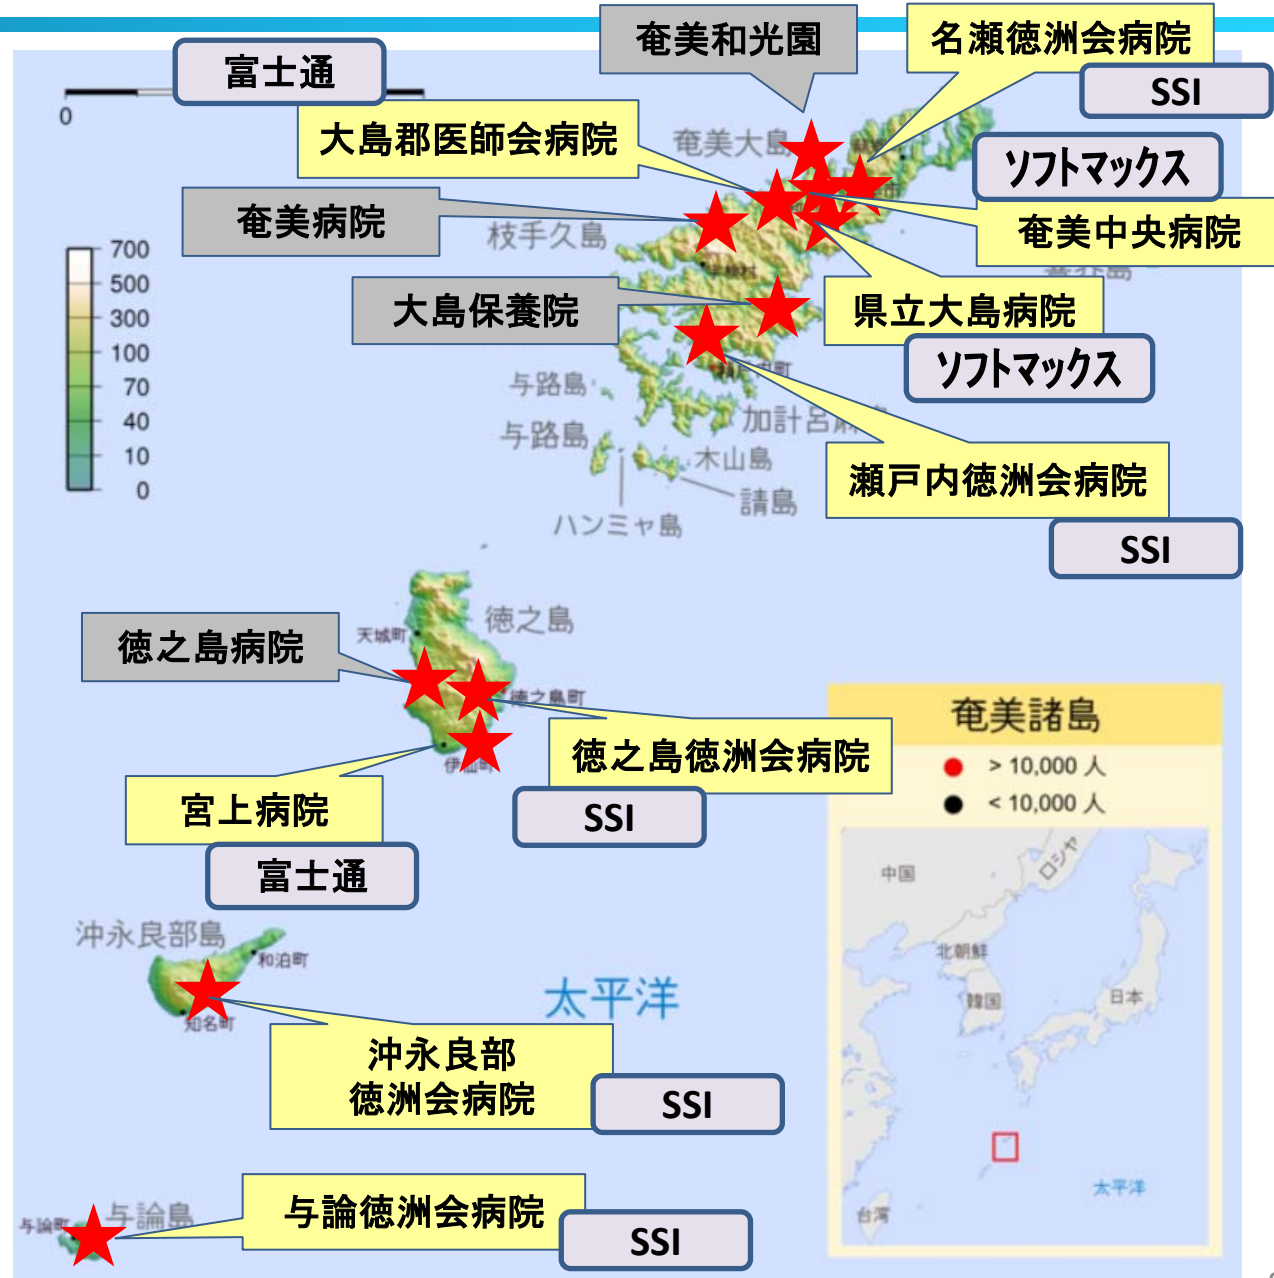 奄美和光園
名瀬徳洲会病院
富士通
SSI
0
大島郡医師会病院
奄美大島
ソフトマックス
奄美病院
奄美中央病院
枝手久島
700
500
300
100
70
40
10
0
大島保養院
県立大島病院
ソフトマックス
与路島
加計呂麻島
与路島
木山島
瀬戸内徳洲会病院
請島
ハンミャ島
SSI
徳之島
天城町
徳之島病院
徳之島町
徳之島徳洲会病院
伊仙町
宮上病院
SSI
富士通
奄美諸島
> 10,000 人
< 10,000 人
中国
ロシヤ
北朝鮮
韓国
日本
太平洋
台湾
沖永良部島
和泊町
太平洋
知名町
沖永良部
徳洲会病院
SSI
与論島
与論町
与論徳洲会病院
SSI